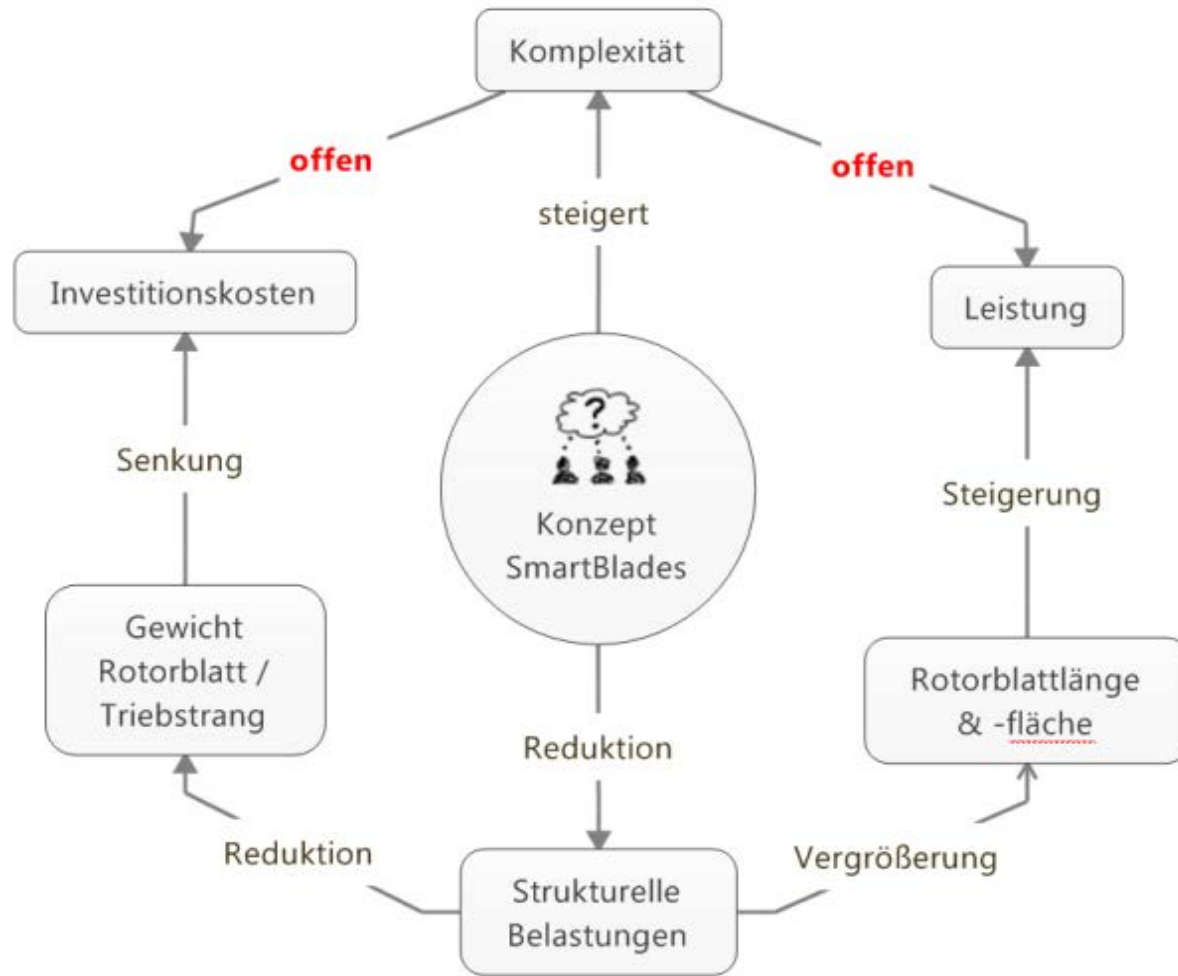 Komplexität
offen
offen
steigert
Investitionskosten
Leistung
?
Konzept
SmartBlades
Senkung
Steigerung
Gewicht
Rotorblatt /
Triebstrang
Rotorblattlänge
& -fläche
Reduktion
Reduktion
Vergrößerung
Strukturelle
Belastungen